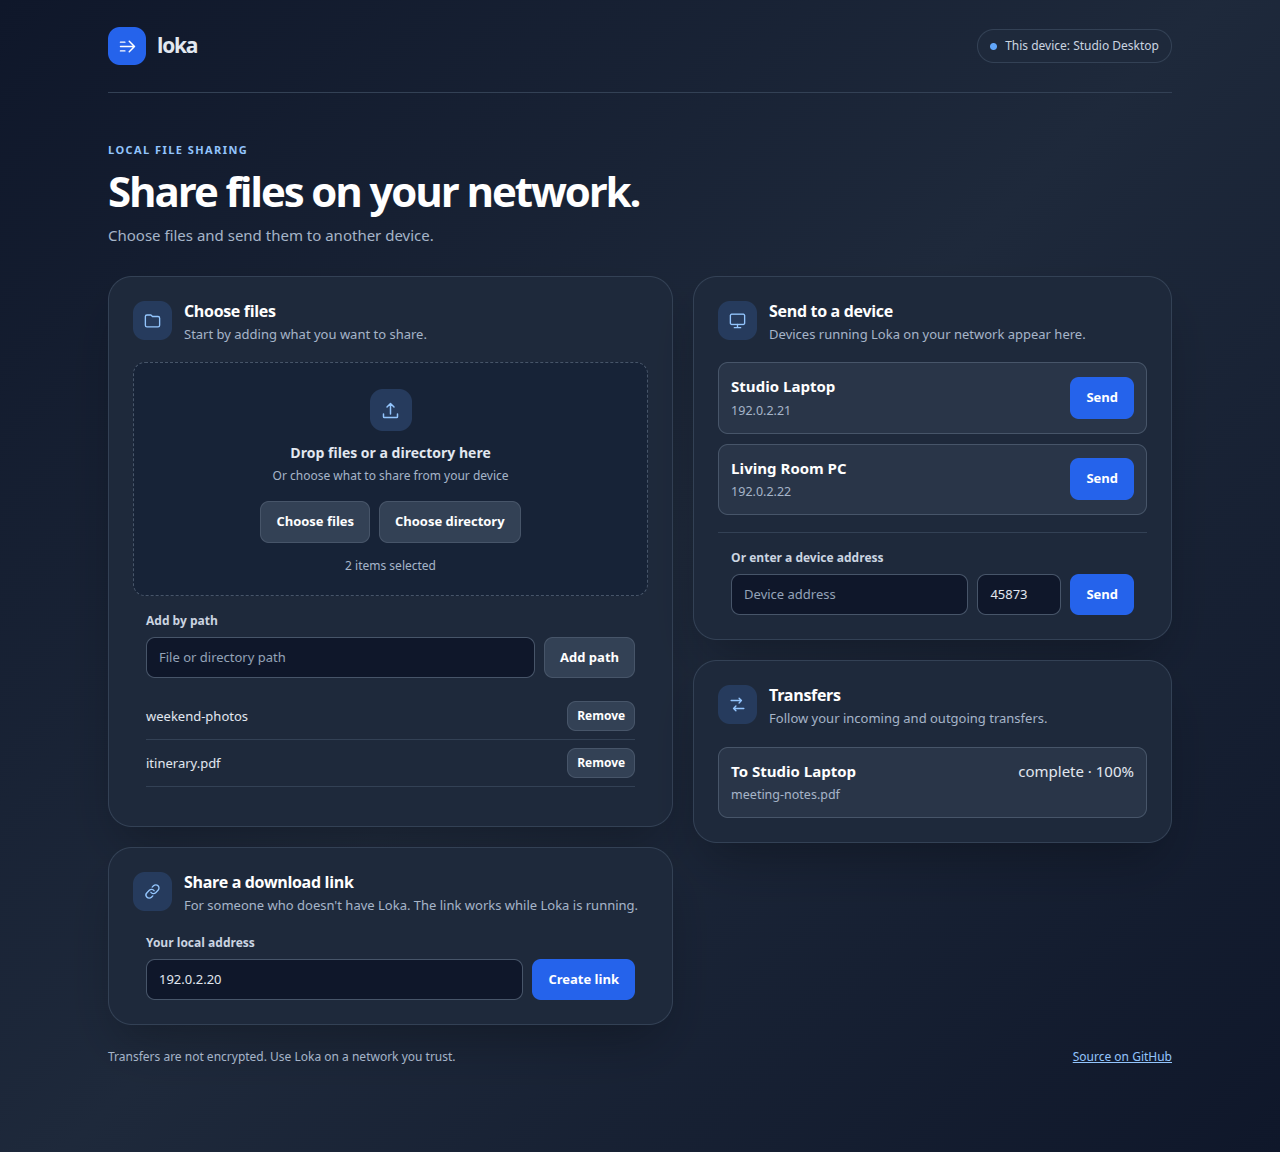 loka
This device: Studio Desktop
LOCAL FILE SHARING
Share files on your network.
Choose files and send them to another device.
Choose files
Start by adding what you want to share.
Drop files or a directory here
Or choose what to share from your device
Choose files
Choose directory
2 items selected
Add by path
File or directory path
Add path
weekend-photos
Remove
itinerary.pdf
Remove
Share a download link
For someone who doesn't have Loka. The link works while Loka is running.
Your local address
192.0.2.20
Create link
Send to a device
Devices running Loka on your network appear here.
Studio Laptop
192.0.2.21
Send
Living Room PC
192.0.2.22
Send
Or enter a device address
Device address
45873
Send
Transfers
Follow your incoming and outgoing transfers.
To Studio Laptop
complete · 100%
meeting-notes.pdf
Transfers are not encrypted. Use Loka on a network you trust.
Source on GitHub